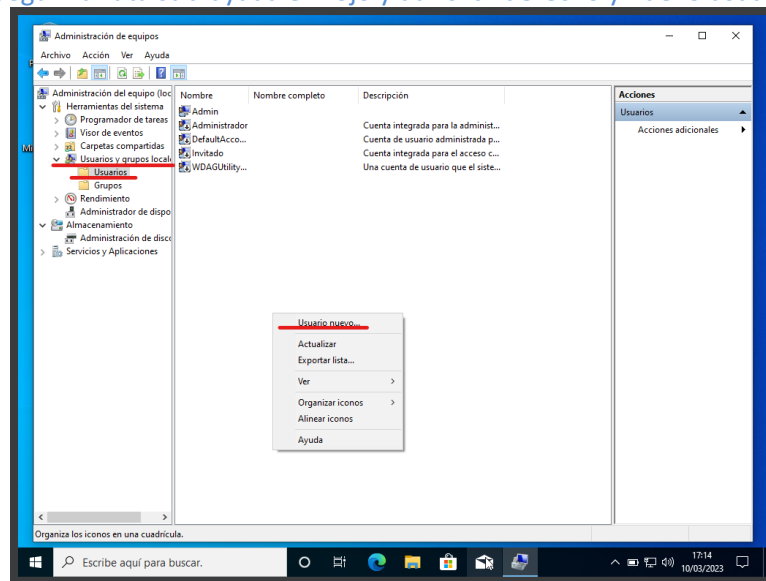 Administración de equipos
Archivo Acción Ver Ayuda
Administración del equipo (loc
Herramientas del sistema
Programador de tareas
Visor de eventos
Carpetas compartidas
Usuarios y grupos locale
Usuarios
Grupos
Rendimiento
Administrador de dispo
Almacenamiento
Administración de disco
Servicios y Aplicaciones
Nombre Nombre completo Descripción
Admin
Administrador Cuenta integrada para la administ...
DefaultAcco... Cuenta de usuario administrada p...
Invitado Cuenta integrada para el acceso c...
WDAGUtility... Una cuenta de usuario que el siste...
Acciones
Usuarios
Acciones adicionales
Usuario nuevo...
Actualizar
Exportar lista...
Ver
Organizar iconos
Alinear iconos
Ayuda
Organiza los iconos en una cuadrícula.
Escribe aquí para buscar.
17:14
10/03/2023